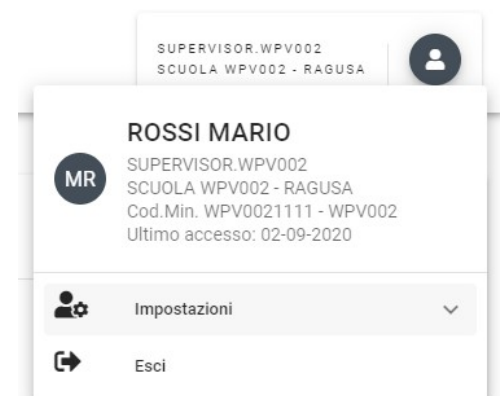 SUPERVISOR.WPV002
SCUOLA WPV002 - RAGUSA
ROSSI MARIO
MR
SUPERVISOR.WPV002
SCUOLA WPV002 - RAGUSA
Cod.Min. WPV0021111 - WPV002
Ultimo accesso: 02-09-2020
Impostazioni
Esci